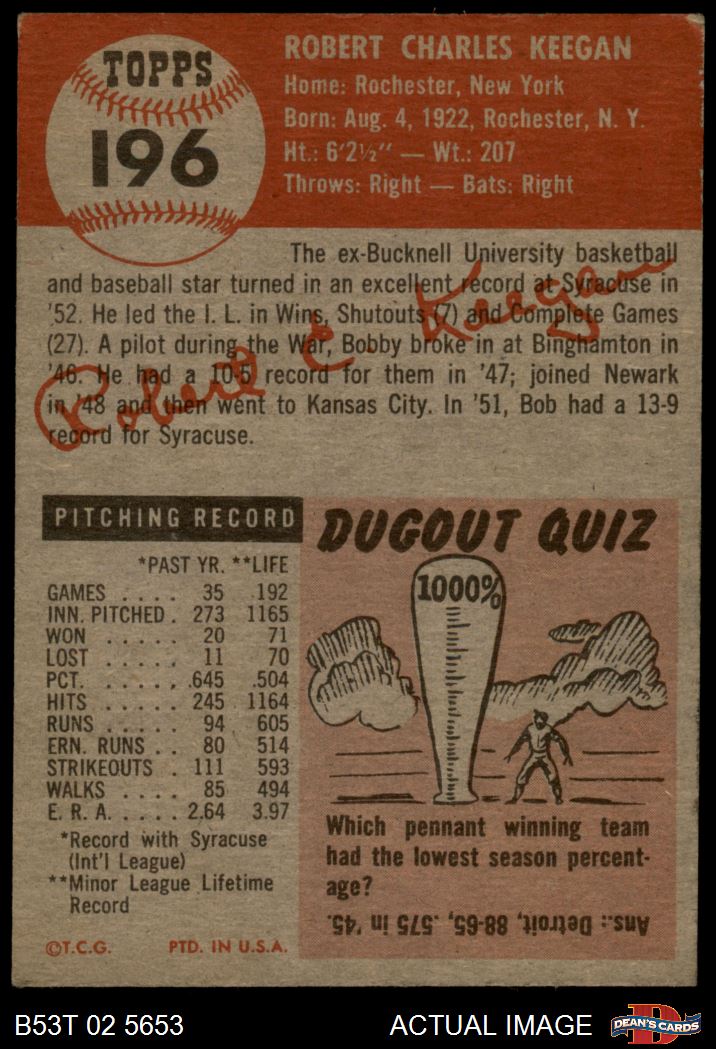 TOPPS
196
ROBERT CHARLES KEEGAN
Home: Rochester, New York
Born: Aug. 4, 1922, Rochester, N. Y.
Ht.: 6'2½" — Wt.: 207
Throws: Right — Bats: Right
The ex-Bucknell University basketball
and baseball star turned in an excellent record at Syracuse in
'52. He led the I. L. in Wins, Shutouts (7) and Complete Games
(27). A pilot during the War, Bobby broke in at Binghamton in
'46. He had a 10-5 record for them in '47; joined Newark
in '48 and then went to Kansas City. In '51, Bob had a 13-9
record for Syracuse.
Robert C. Keegan
PITCHING RECORD
*PAST YR. **LIFE
GAMES . . . . 35 192
INN. PITCHED . 273 1165
WON . . . . . 20 71
LOST . . . . . 11 70
PCT. . . . . . .645 .504
HITS . . . . . 245 1164
RUNS . . . . . 94 605
ERN. RUNS . . 80 514
STRIKEOUTS . 111 593
WALKS . . . . 85 494
E. R. A. . . . . 2.64 3.97
*Record with Syracuse
(Int'l League)
**Minor League Lifetime
Record
©T.C.G. PTD. IN U.S.A.
DUGOUT QUIZ
1000%
Which pennant winning team
had the lowest season percent-
age?
Ans.: Detroit, 88-65, .575 in '45.
B53T 02 5653
ACTUAL IMAGE
DEAN'S CARDS